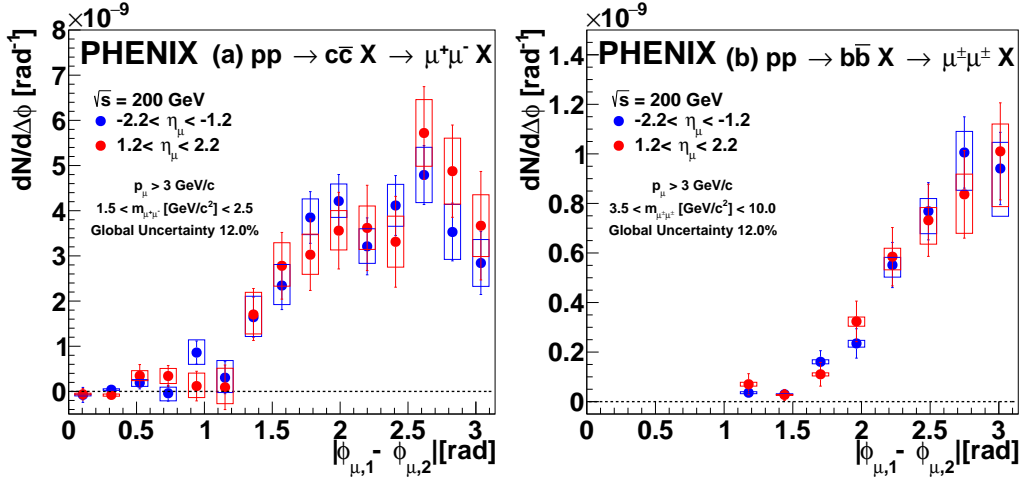 ×10⁻⁹
PHENIX (a) pp → cc̅ X → μ⁺μ⁻ X
√s = 200 GeV
-2.2< η_μ < -1.2
1.2< η_μ < 2.2
p_μ > 3 GeV/c
1.5 < m_μ⁺μ⁻ [GeV/c²] < 2.5
Global Uncertainty 12.0%
dN/dΔϕ [rad⁻¹]
8
7
6
5
4
3
2
1
0
0 0.5 1 1.5 2 2.5 3
|ϕ_μ,1 - ϕ_μ,2| [rad]
×10⁻⁹
PHENIX (b) pp → bb̅ X → μ±μ± X
√s = 200 GeV
-2.2< η_μ < -1.2
1.2< η_μ < 2.2
p_μ > 3 GeV/c
3.5 < m_μ±μ± [GeV/c²] < 10.0
Global Uncertainty 12.0%
dN/dΔϕ [rad⁻¹]
1.4
1.2
1
0.8
0.6
0.4
0.2
0
0 0.5 1 1.5 2 2.5 3
|ϕ_μ,1 - ϕ_μ,2| [rad]